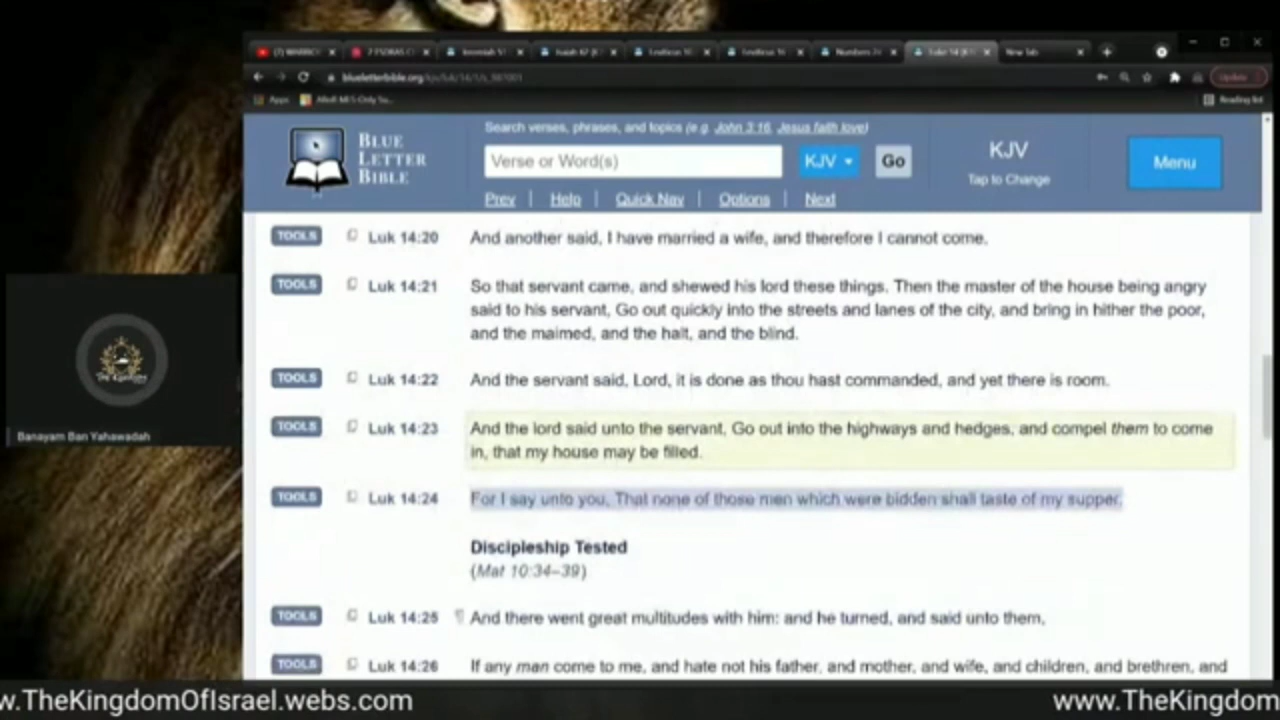 blueletterbible.org
Update
Apps
Reading list
BLUE
LETTER
BIBLE
Search verses, phrases, and topics (e.g. John 3:16, Jesus faith love)
Verse or Word(s)
KJV
Go
KJV
Tap to Change
Menu
Prev | Help | Quick Nav | Options | Next
TOOLS Luk 14:20 And another said, I have married a wife, and therefore I cannot come.
TOOLS Luk 14:21 So that servant came, and shewed his lord these things. Then the master of the house being angry
said to his servant, Go out quickly into the streets and lanes of the city, and bring in hither the poor,
and the maimed, and the halt, and the blind.
TOOLS Luk 14:22 And the servant said, Lord, it is done as thou hast commanded, and yet there is room.
TOOLS Luk 14:23 And the lord said unto the servant, Go out into the highways and hedges, and compel them to come
in, that my house may be filled.
TOOLS Luk 14:24 For I say unto you, That none of those men which were bidden shall taste of my supper.
Discipleship Tested
(Mat 10:34–39)
TOOLS Luk 14:25 ¶ And there went great multitudes with him: and he turned, and said unto them,
TOOLS Luk 14:26 If any man come to me, and hate not his father, and mother, and wife, and children, and brethren, and
The Kingdom
Banayam Ban Yahawadah
w.TheKingdomOfIsrael.webs.com
www.TheKingdom